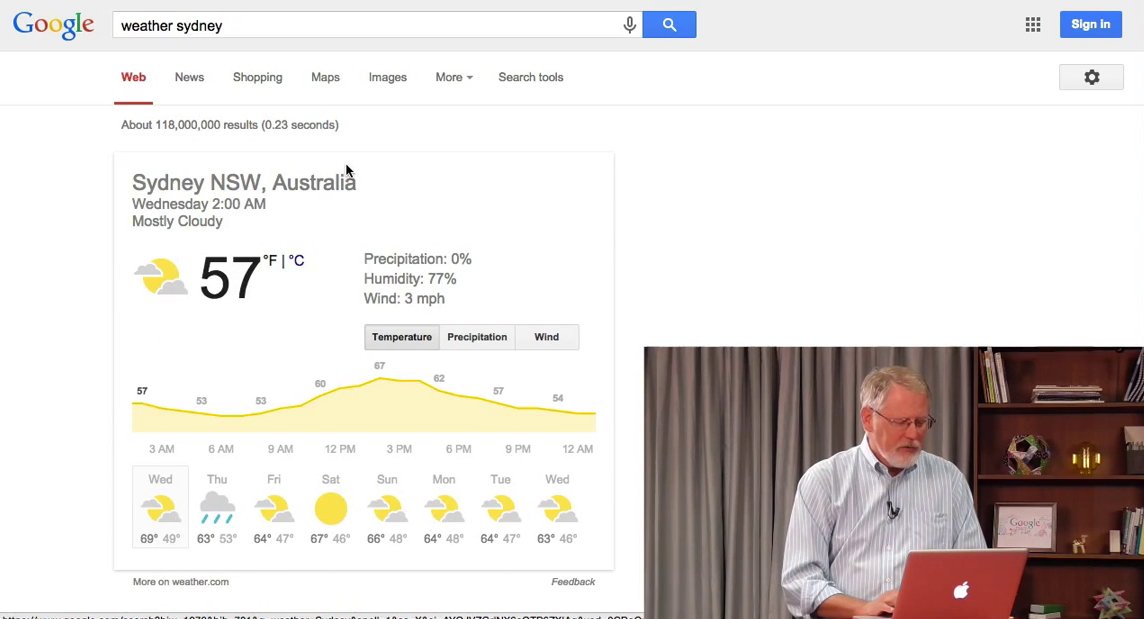 Google
weather sydney
Sign in
Web News Shopping Maps Images More Search tools
About 118,000,000 results (0.23 seconds)
Sydney NSW, Australia
Wednesday 2:00 AM
Mostly Cloudy
57 °F | °C
Precipitation: 0%
Humidity: 77%
Wind: 3 mph
Temperature Precipitation Wind
57 53 53 60 67 62 57 54
3 AM 6 AM 9 AM 12 PM 3 PM 6 PM 9 PM 12 AM
Wed Thu Fri Sat Sun Mon Tue Wed
69° 49° 63° 53° 64° 47° 67° 46° 66° 48° 64° 48° 64° 47° 63° 46°
More on weather.com Feedback
Google